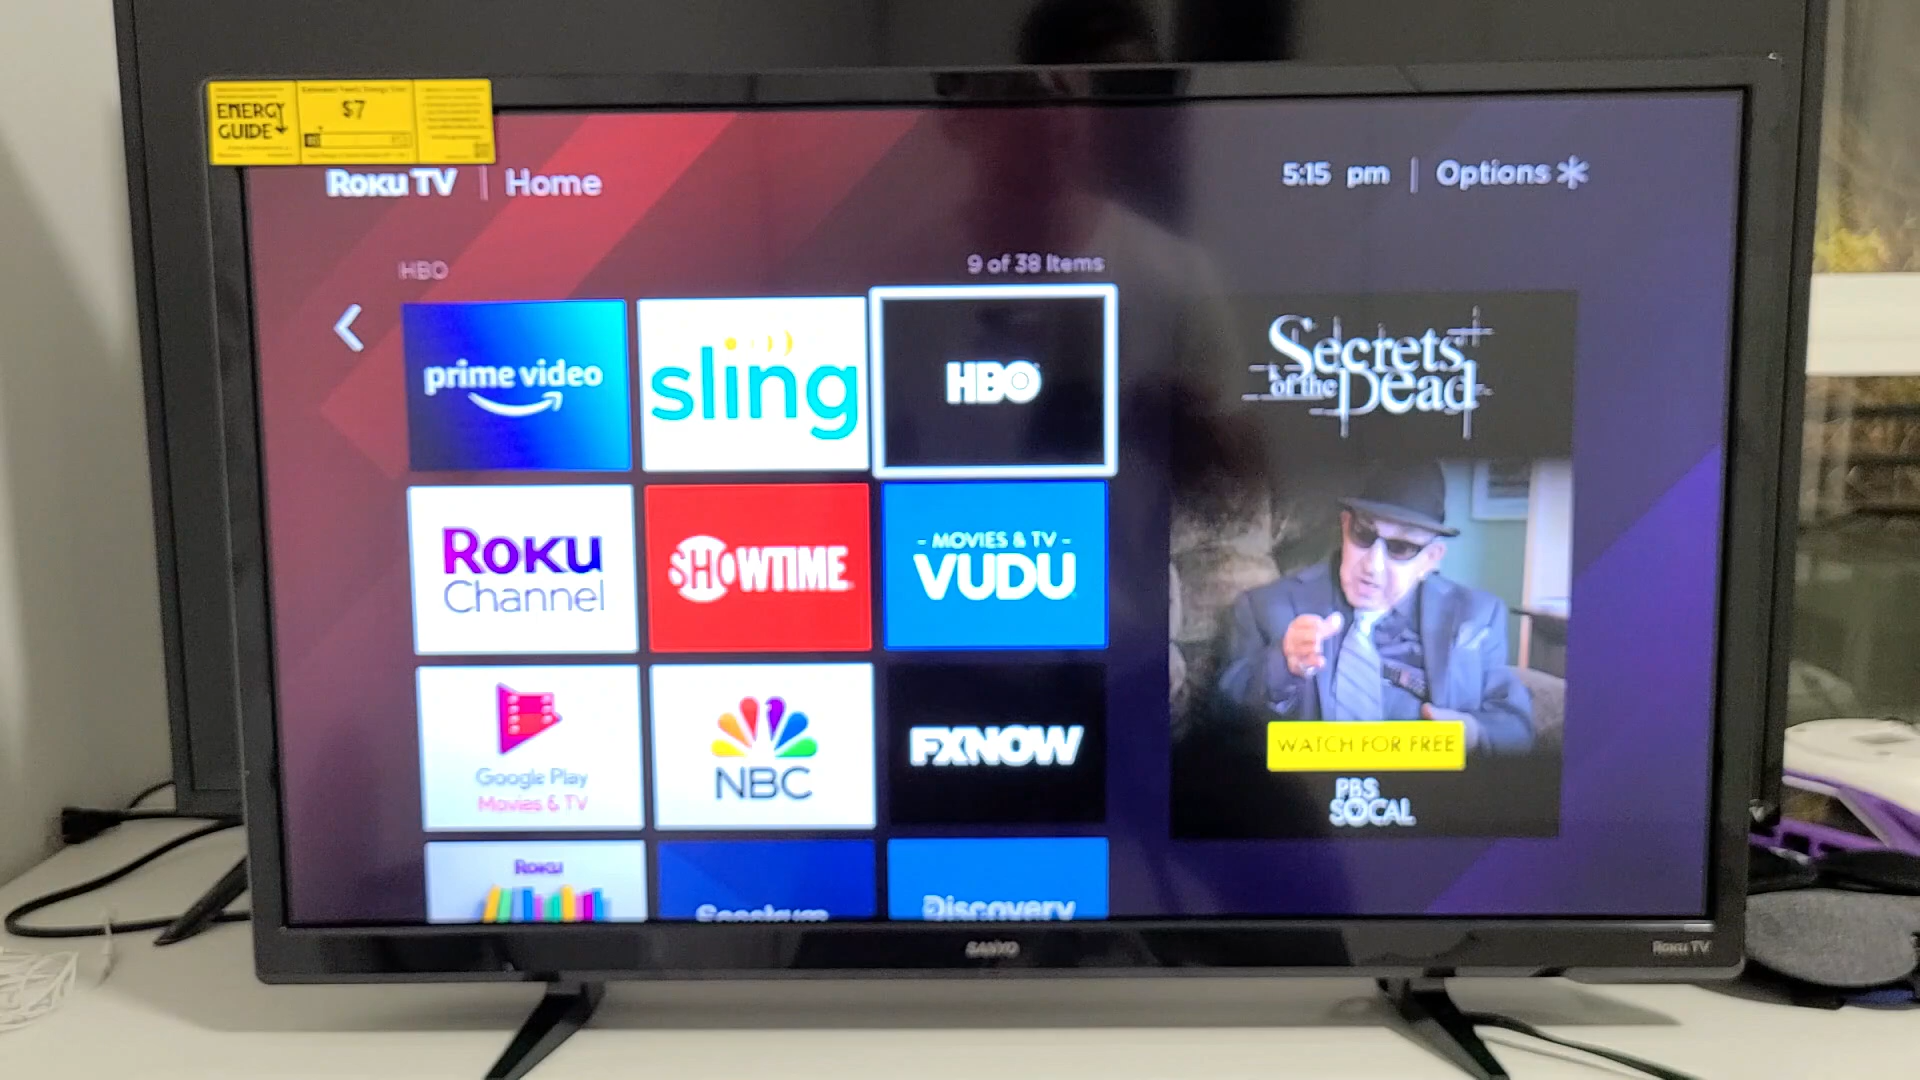 ENERGY
GUIDE
$7
Roku TV | Home
5:15 pm | Options
HBO
9 of 38 Items
prime video
sling
HBO
Roku
Channel
SHOWTIME
- MOVIES & TV -
VUDU
Google Play
Movies & TV
NBC
FXNOW
Roku
Spectrum
Discovery
Secrets
of the Dead
WATCH FOR FREE
PBS
SOCAL
SANYO
Roku TV